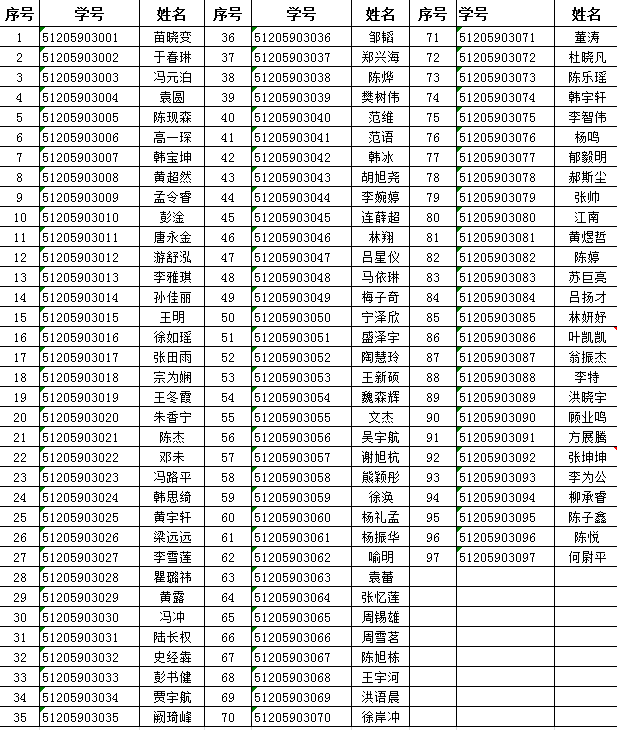 序号 学号 姓名 序号 学号 姓名 序号 学号 姓名
1 51205903001 苗晓变 36 51205903036 邹韬 71 51205903071 董涛
2 51205903002 于春琳 37 51205903037 郑兴海 72 51205903072 杜晓凡
3 51205903003 冯元泊 38 51205903038 陈烨 73 51205903073 陈乐瑶
4 51205903004 袁圆 39 51205903039 樊树伟 74 51205903074 韩宇轩
5 51205903005 陈现森 40 51205903040 范维 75 51205903075 李智伟
6 51205903006 高一琛 41 51205903041 范语 76 51205903076 杨鸣
7 51205903007 韩宝坤 42 51205903042 韩冰 77 51205903077 郁毅明
8 51205903008 黄超然 43 51205903043 胡旭尧 78 51205903078 郝斯尘
9 51205903009 孟令睿 44 51205903044 李婉婷 79 51205903079 张帅
10 51205903010 彭淦 45 51205903045 连薛超 80 51205903080 江南
11 51205903011 唐永金 46 51205903046 林翔 81 51205903081 黄煜哲
12 51205903012 游舒泓 47 51205903047 吕星仪 82 51205903082 陈婷
13 51205903013 李雅琪 48 51205903048 马依琳 83 51205903083 苏巨亮
14 51205903014 孙佳丽 49 51205903049 梅子奇 84 51205903084 吕扬才
15 51205903015 王明 50 51205903050 宁泽欣 85 51205903085 林妍妤
16 51205903016 徐如瑶 51 51205903051 盛泽宇 86 51205903086 叶凯凯
17 51205903017 张田雨 52 51205903052 陶慧玲 87 51205903087 翁振杰
18 51205903018 宗为娴 53 51205903053 王新硕 88 51205903088 李特
19 51205903019 王冬霞 54 51205903054 魏森辉 89 51205903089 洪晓宇
20 51205903020 朱香宁 55 51205903055 文杰 90 51205903090 顾业鸣
21 51205903021 陈杰 56 51205903056 吴宇航 91 51205903091 方展腾
22 51205903022 邓未 57 51205903057 谢旭杭 92 51205903092 张坤坤
23 51205903023 冯路平 58 51205903058 熊颖彤 93 51205903093 李为公
24 51205903024 韩思绮 59 51205903059 徐涣 94 51205903094 柳承睿
25 51205903025 黄宇轩 60 51205903060 杨礼孟 95 51205903095 陈子鑫
26 51205903026 梁远远 61 51205903061 杨振华 96 51205903096 陈悦
27 51205903027 李雪莲 62 51205903062 喻明 97 51205903097 何尉平
28 51205903028 瞿璐祎 63 51205903063 袁蕾
29 51205903029 黄露 64 51205903064 张忆莲
30 51205903030 冯冲 65 51205903065 周锡雄
31 51205903031 陆长权 66 51205903066 周雪茗
32 51205903032 史经犇 67 51205903067 陈旭栋
33 51205903033 彭书健 68 51205903068 王宇河
34 51205903034 贾宇航 69 51205903069 洪语晨
35 51205903035 阙琦峰 70 51205903070 徐岸冲